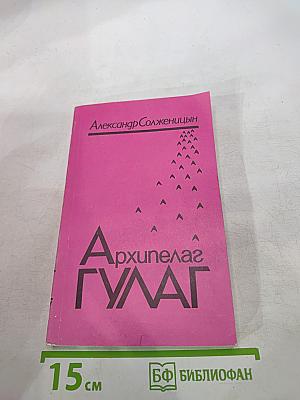 Александр Солженицын
Архипелаг
ГУЛАГ
15 см
БФ БИБЛИОФАН